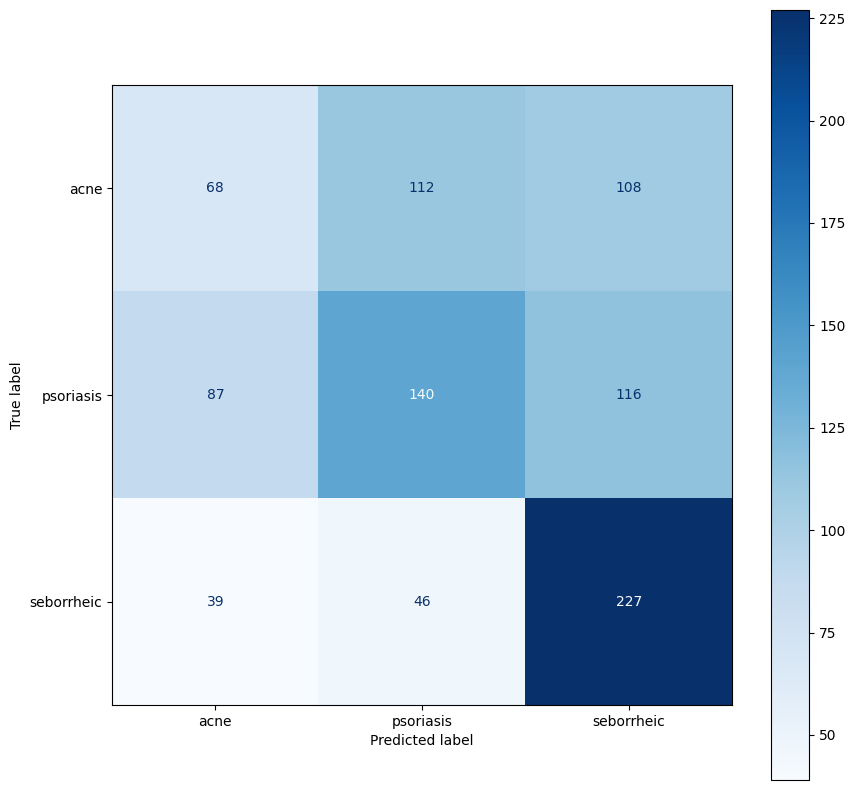 acne 68 112 108
psoriasis 87 140 116
seborrheic 39 46 227
acne psoriasis seborrheic
Predicted label
True label
225
200
175
150
125
100
75
50